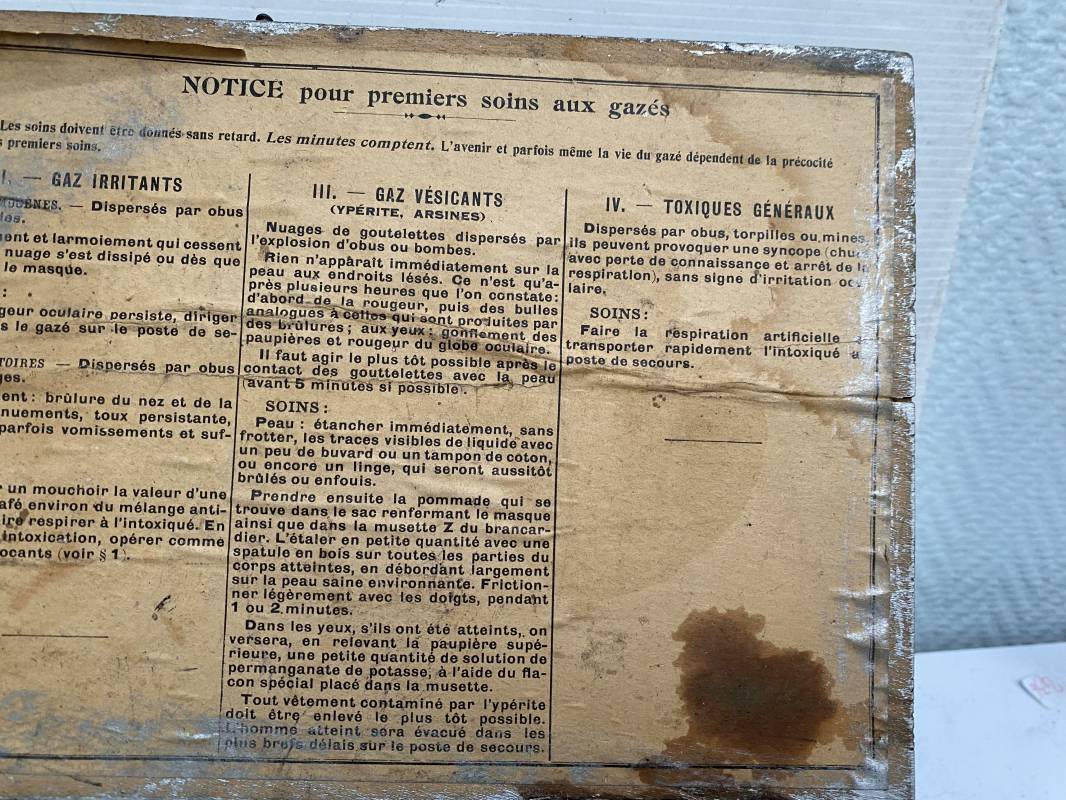 NOTICE pour premiers soins aux gazés
Les soins doivent être donnés sans retard. Les minutes comptent. L'avenir et parfois même la vie du gazé dépendent de la précocité
premiers soins.
I. — GAZ IRRITANTS
— Dispersés par obus
et larmoiement qui cessent
nuage s'est dissipé ou dès que
le masque.
:
oculaire persiste, diriger
le gazé sur le poste de se-
— Dispersés par obus
: brûlure du nez et de la
toux persistante,
parfois vomissements et suf-
un mouchoir la valeur d'une
environ du mélange anti-
respirer à l'intoxiqué. En
intoxication, opérer comme
(voir § 1).
III. — GAZ VÉSICANTS
(YPÉRITE, ARSINES)
Nuages de gouttelettes dispersés par
l'explosion d'obus ou bombes.
Rien n'apparaît immédiatement sur la
peau aux endroits lésés. Ce n'est qu'a-
près plusieurs heures que l'on constate:
d'abord de la rougeur, puis des bulles
analogues à celles qui sont produites par
des brûlures; aux yeux: gonflement des
paupières et rougeur du globe oculaire.
Il faut agir le plus tôt possible après le
contact des gouttelettes avec la peau
(avant 5 minutes si possible).
SOINS:
Peau: étancher immédiatement, sans
frotter, les traces visibles de liquide avec
un peu de buvard ou un tampon de coton,
ou encore un linge, qui seront aussitôt
brûlés ou enfouis.
Prendre ensuite la pommade qui se
trouve dans le sac renfermant le masque
ainsi que dans la musette Z du brancar-
dier. L'étaler en petite quantité avec une
spatule en bois sur toutes les parties du
corps atteintes, en débordant largement
sur la peau saine environnante. Friction-
ner légèrement avec les doigts, pendant
1 ou 2 minutes.
Dans les yeux, s'ils ont été atteints, on
versera, en relevant la paupière supé-
rieure, une petite quantité de solution de
permanganate de potasse, à l'aide du fla-
con spécial placé dans la musette.
Tout vêtement contaminé par l'ypérite
doit être enlevé le plus tôt possible.
L'homme atteint sera évacué dans les
plus brefs délais sur le poste de secours.
IV. — TOXIQUES GÉNÉRAUX
Dispersés par obus, torpilles ou mines,
ils peuvent provoquer une syncope
avec perte de connaissance et arrêt de
respiration), sans signe d'irritation
laire.
SOINS:
Faire la respiration artificielle
transporter rapidement l'intoxiqué
poste de secours.